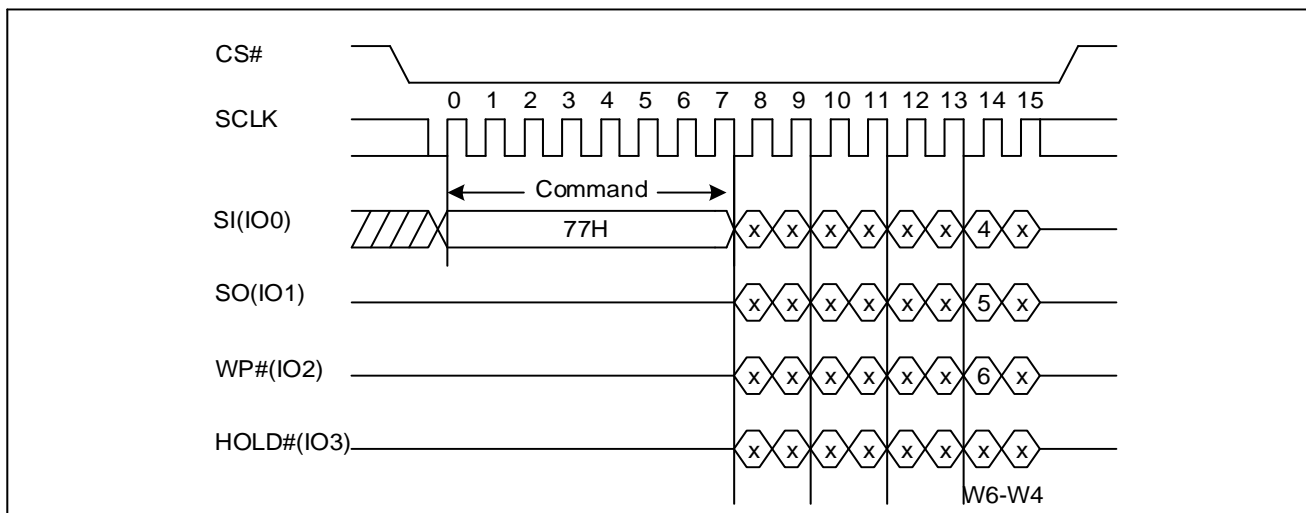 CS#
0 1 2 3 4 5 6 7 8 9 10 11 12 13 14 15
SCLK
Command
SI(IO0) 77H x x x x x x 4 x
SO(IO1) x x x x x x 5 x
WP#(IO2) x x x x x x 6 x
HOLD#(IO3) x x x x x x x x
W6-W4